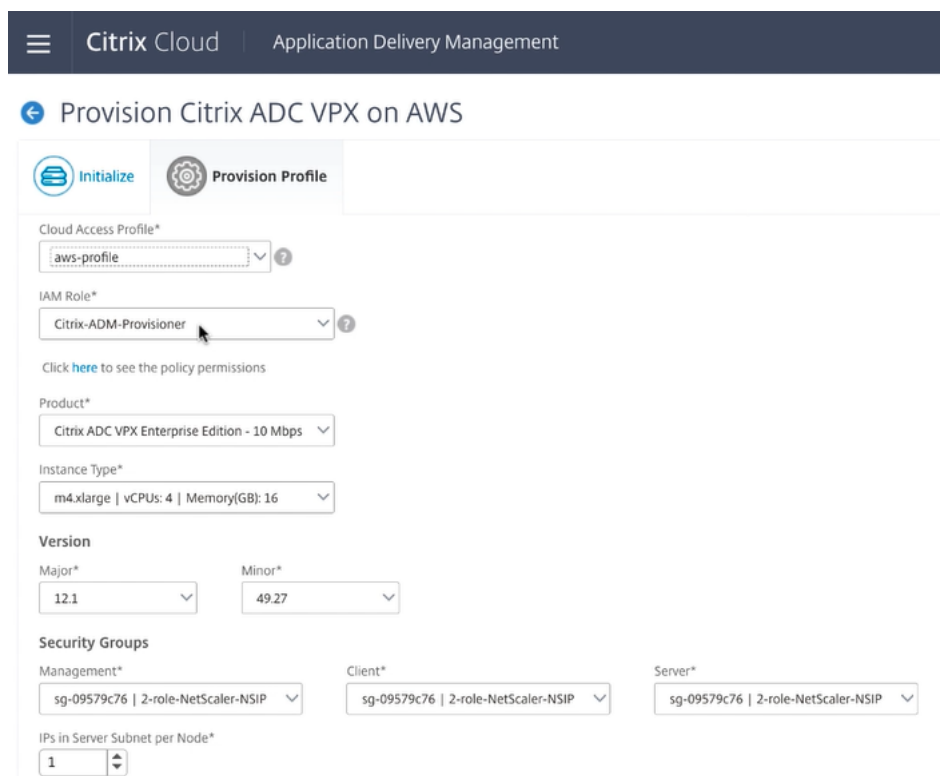 Citrix Cloud Application Delivery Management
Provision Citrix ADC VPX on AWS
Initialize Provision Profile
Cloud Access Profile*
aws-profile ?
IAM Role*
Citrix-ADM-Provisioner ?
Click here to see the policy permissions
Product*
Citrix ADC VPX Enterprise Edition - 10 Mbps
Instance Type*
m4.xlarge | vCPUs: 4 | Memory(GB): 16
Version
Major* Minor*
12.1 49.27
Security Groups
Management* Client* Server*
sg-09579c76 | 2-role-NetScaler-NSIP sg-09579c76 | 2-role-NetScaler-NSIP sg-09579c76 | 2-role-NetScaler-NSIP
IPs in Server Subnet per Node*
1